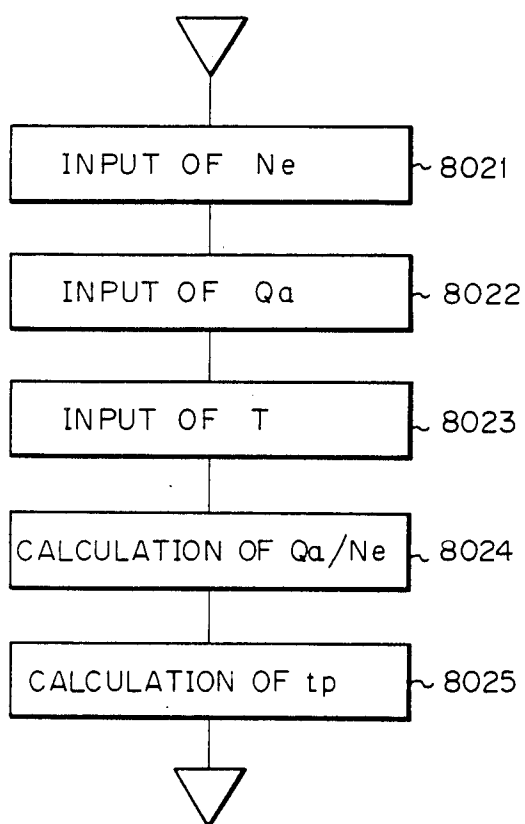 INPUT OF Ne 8021
INPUT OF Qa 8022
INPUT OF T 8023
CALCULATION OF Qa/Ne 8024
CALCULATION OF tp 8025